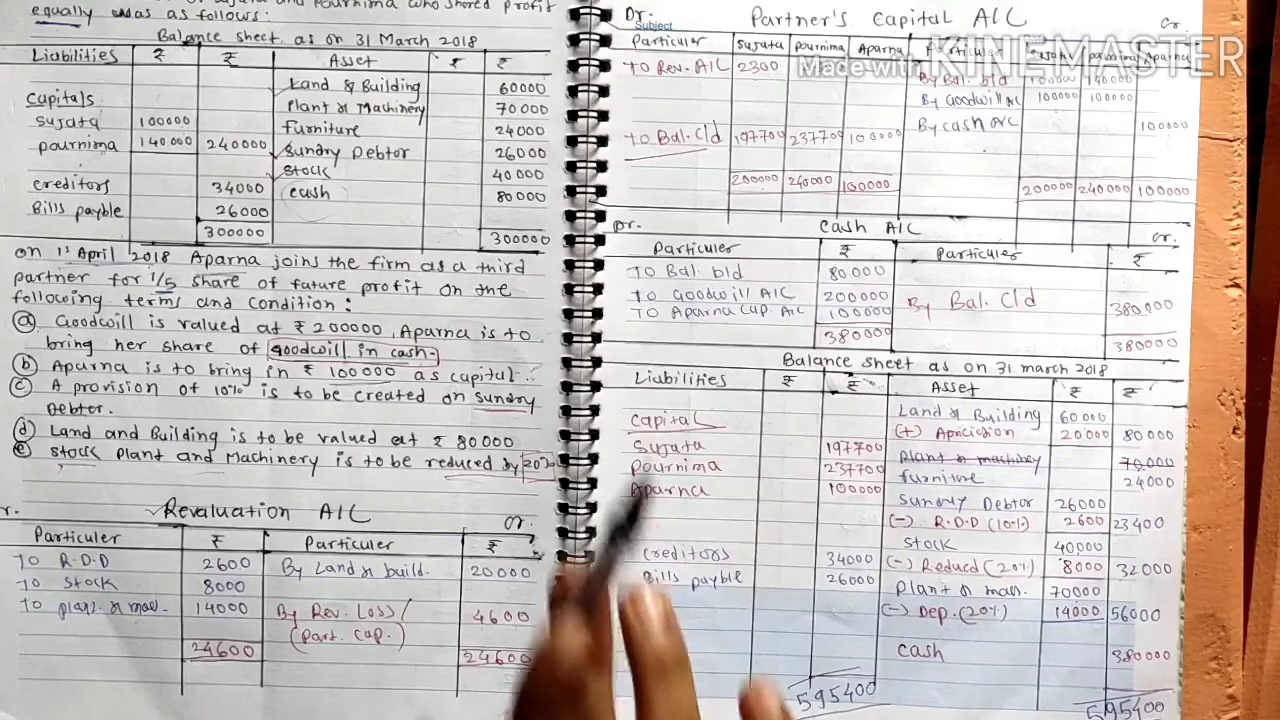 and Pournima who shared profit
equally was as follows:
Balance sheet as on 31 March 2018
Liabilities ₹ ₹ Asset ₹ ₹
Land & Building 60000
Capitals Plant & Machinery 70000
Sujata 100000 furniture 24000
pournima 140000 240000 Sundry Debtor 26000
Stock 40000
creditors 34000 cash 80000
Bills payble 26000
300000 300000
on 1st April 2018 Aparna joins the firm as a third
partner for 1/5 share of future profit on the
following terms and condition:
(a) Goodwill is valued at ₹ 200000, Aparna is to
bring her share of Goodwill in cash.
(b) Aparna is to bring in ₹ 100000 as capital.
(c) A provision of 10% is to be created on Sundry
Debtor.
(d) Land and Building is to be valued at ₹ 80000
(e) Stock Plant and Machinery is to be reduced by 20%
Revaluation A/C
r. cr.
Particuler ₹ Particuler ₹
To R.D.D 2600 By Land & build. 20000
To Stock 8000
To plant & mac. 14000 By Rev. Loss/ 4600
(part. cap.)
24600 24600
Dr. Partner's Capital A/C cr
Subject
Made with KINEMASTER
Particuler Sujata pournima Aparna Particuler Sujata pournima Aparna
To Rev. A/C 2300 By Bal. b/d 100000 140000
By Goodwill A/C 100000 100000
By cash A/C 100000
To Bal. C/d 197700 237700 100000
200000 240000 100000 200000 240000 100000
Dr. Cash A/C cr.
Particuler ₹ Particuler ₹
To Bal. b/d 80000
To Goodwill A/C 200000 By Bal. C/d 380000
To Aparna Cap. A/C 100000
380000 380000
Balance sheet as on 31 march 2018
Liabilities ₹ ₹ Asset ₹ ₹
Capital Land & Building 60000
(+) Apriciation 20000 80000
Sujata 197700 plant & machinery 70000
Pournima 237700 furniture 24000
Aparna 100000 Sundry Debtor 26000
(-) R.D.D (10%) 2600 23400
Stock 40000
creditors 34000 (-) Reduced (20%) 8000 32000
Bills payble 26000 Plant & mach. 70000
(-) Dep. (20%) 14000 56000
cash 380000
595400 595400